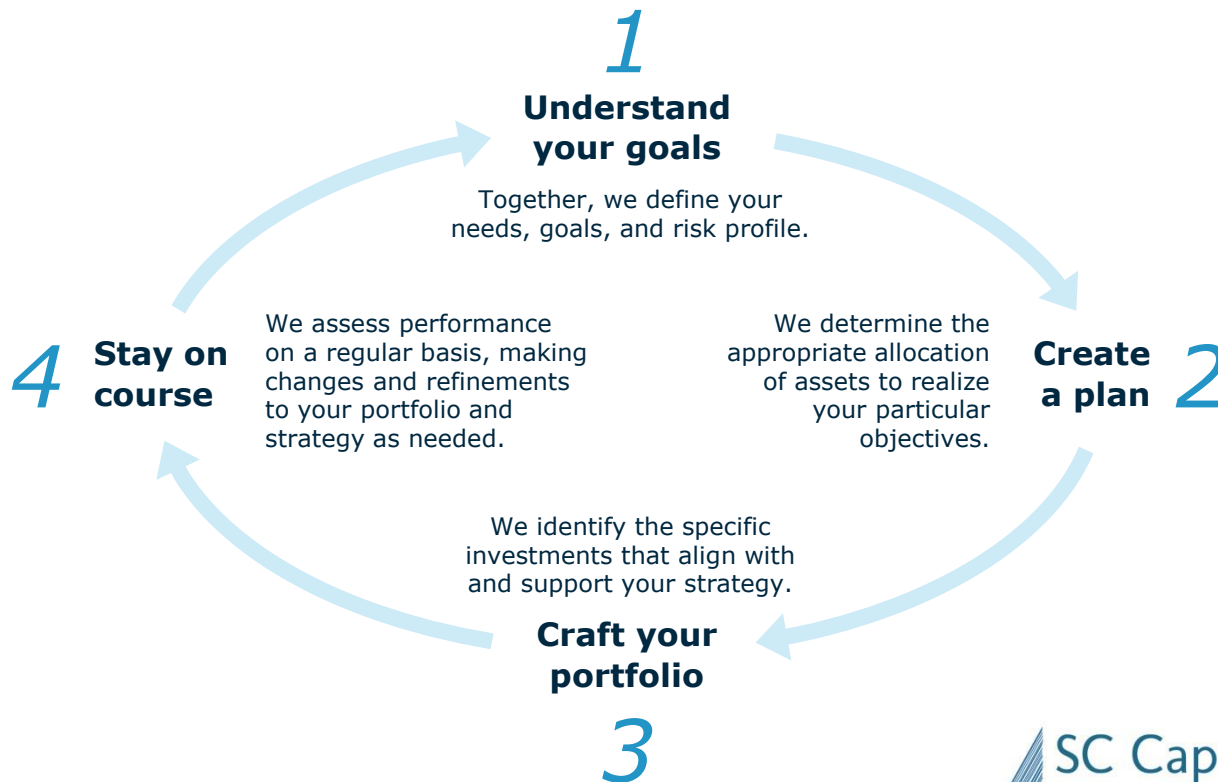 1
Understand
your goals
Together, we define your
needs, goals, and risk profile.
2
Create
a plan
We determine the
appropriate allocation
of assets to realize
your particular
objectives.
3
Craft your
portfolio
We identify the specific
investments that align with
and support your strategy.
4
Stay on
course
We assess performance
on a regular basis, making
changes and refinements
to your portfolio and
strategy as needed.
SC Cap